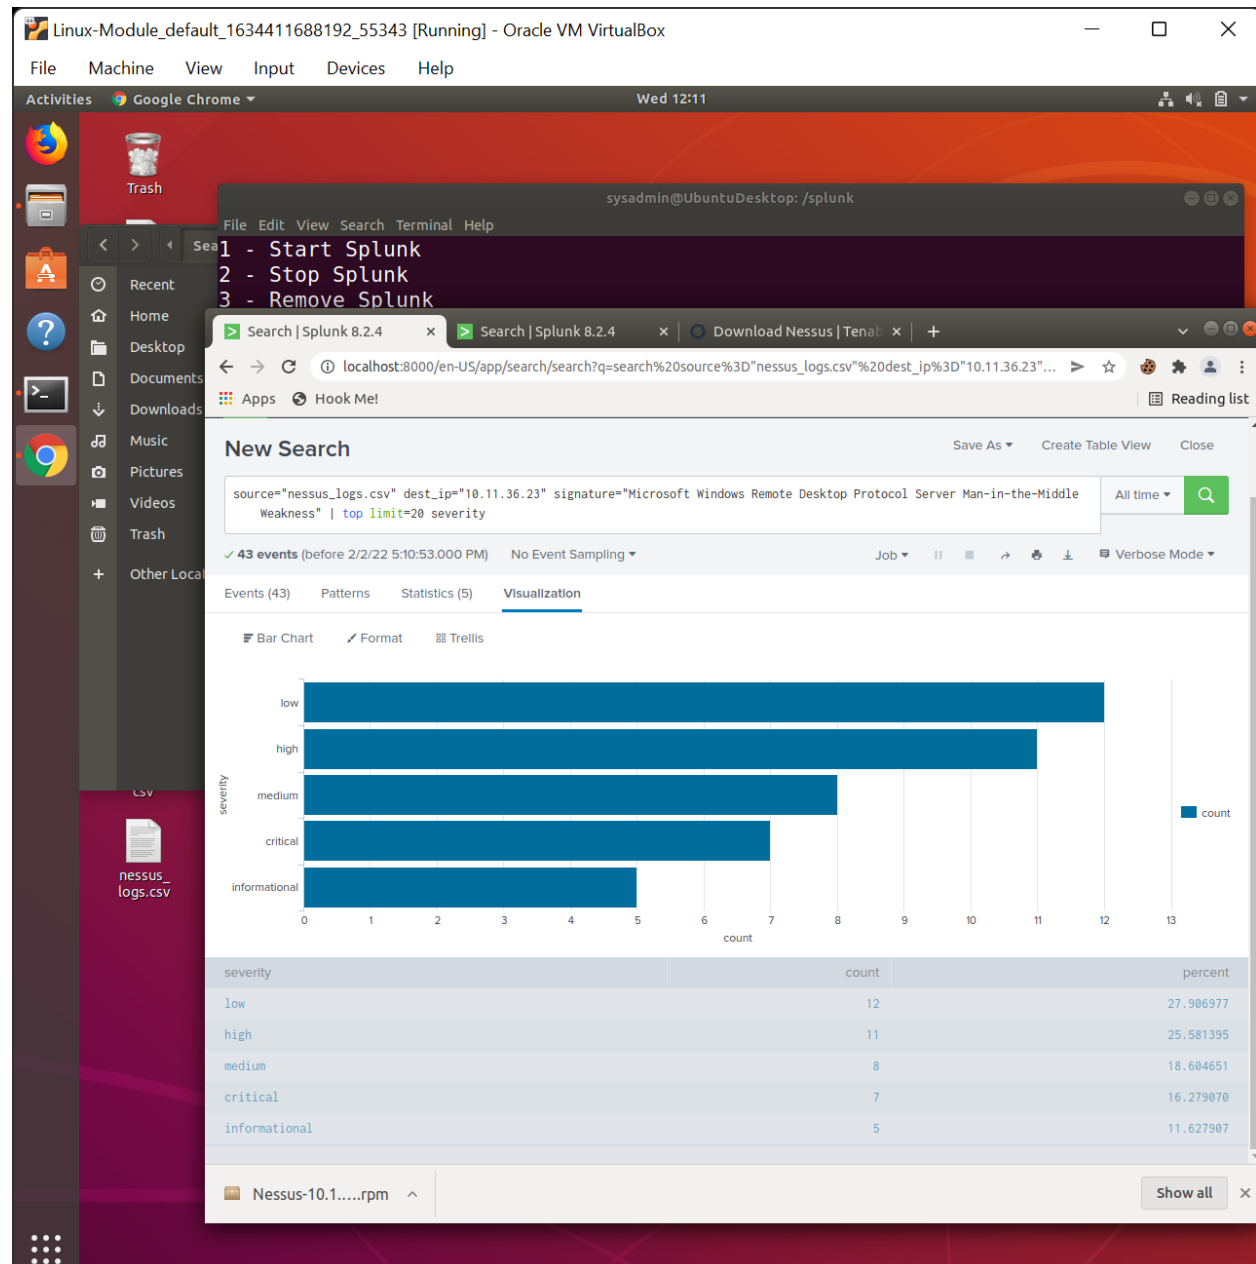 Linux-Module_default_1634411688192_55343 [Running] - Oracle VM VirtualBox
File Machine View Input Devices Help
Activities Google Chrome Wed 12:11
Trash
sysadmin@UbuntuDesktop: /splunk
File Edit View Search Terminal Help
1 - Start Splunk
2 - Stop Splunk
3 - Remove Splunk
Sea
Recent
Home
Desktop
Documents
Downloads
Music
Pictures
Videos
Trash
+ Other Locat
csv
nessus_
logs.csv
Search | Splunk 8.2.4 Search | Splunk 8.2.4 Download Nessus | Tenab
localhost:8000/en-US/app/search/search?q=search%20source%3D"nessus_logs.csv"%20dest_ip%3D"10.11.36.23"...
Apps Hook Me! Reading list
New Search Save As Create Table View Close
source="nessus_logs.csv" dest_ip="10.11.36.23" signature="Microsoft Windows Remote Desktop Protocol Server Man-in-the-Middle
Weakness" | top limit=20 severity
All time
✓ 43 events (before 2/2/22 5:10:53.000 PM) No Event Sampling Job Verbose Mode
Events (43) Patterns Statistics (5) Visualization
Bar Chart Format Trellis
severity
low
high
medium
critical
informational
0 1 2 3 4 5 6 7 8 9 10 11 12 13
count
count
severity count percent
low 12 27.906977
high 11 25.581395
medium 8 18.604651
critical 7 16.279070
informational 5 11.627907
Nessus-10.1.....rpm Show all